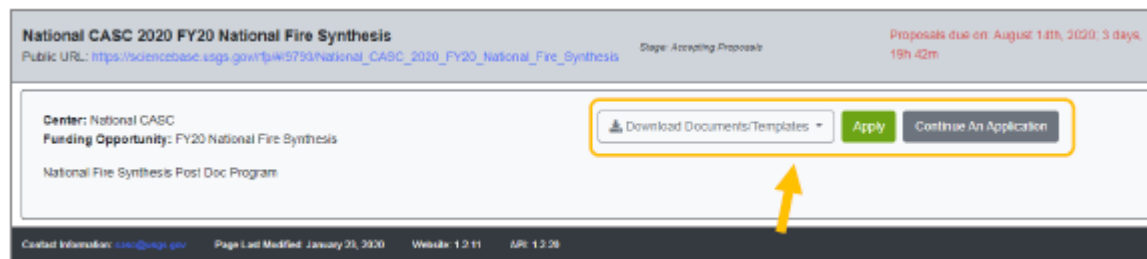 National CASC 2020 FY20 National Fire Synthesis
Public URL: https://sciencebase.usgs.gov/rfp/#/9793/National_CASC_2020_FY20_National_Fire_Synthesis
Stage: Accepting Proposals
Proposals due on: August 14th, 2020; 3 days,
19h 42m
Center: National CASC
Funding Opportunity: FY20 National Fire Synthesis
National Fire Synthesis Post Doc Program
Download Documents/Templates
Apply
Continue An Application
Contact Information: casc@usgs.gov Page Last Modified: January 23, 2020 Website: 1.2.11 API: 1.2.29